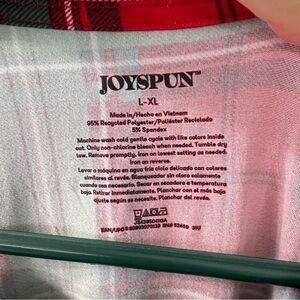 JOYSPUN™
L-XL
Made in/Hecho en Vietnam
95% Recycled Polyester/Poliéster Reciclado
5% Spandex
Machine wash cold gentle cycle with like colors inside
out. Only non-chlorine bleach when needed. Tumble dry
low. Remove promptly. Iron on lowest setting as needed.
Iron on reverse.
Lavar a máquina en agua fría ciclo delicado con colores
similares al revés. Blanqueador sin cloro solamente
cuando sea necesario. Secar en secadora a temperatura
baja. Retirar inmediatamente. Planchar con el más bajo
ajuste según se necesite. Planchar al revés.